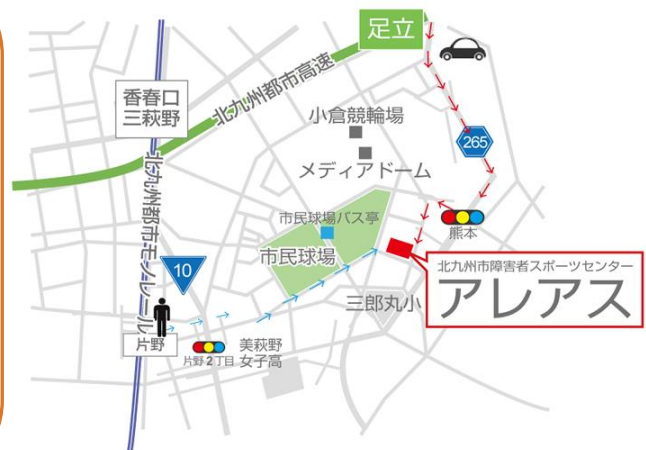 足立
北九州都市高速
香春口
三萩野
小倉競輪場
265
メディアドーム
北九州都市モノレール
市民球場バス亭
熊本
市民球場
10
北九州市障害者スポーツセンター
アレアス
三郎丸小
片野
片野2丁目
美萩野
女子高